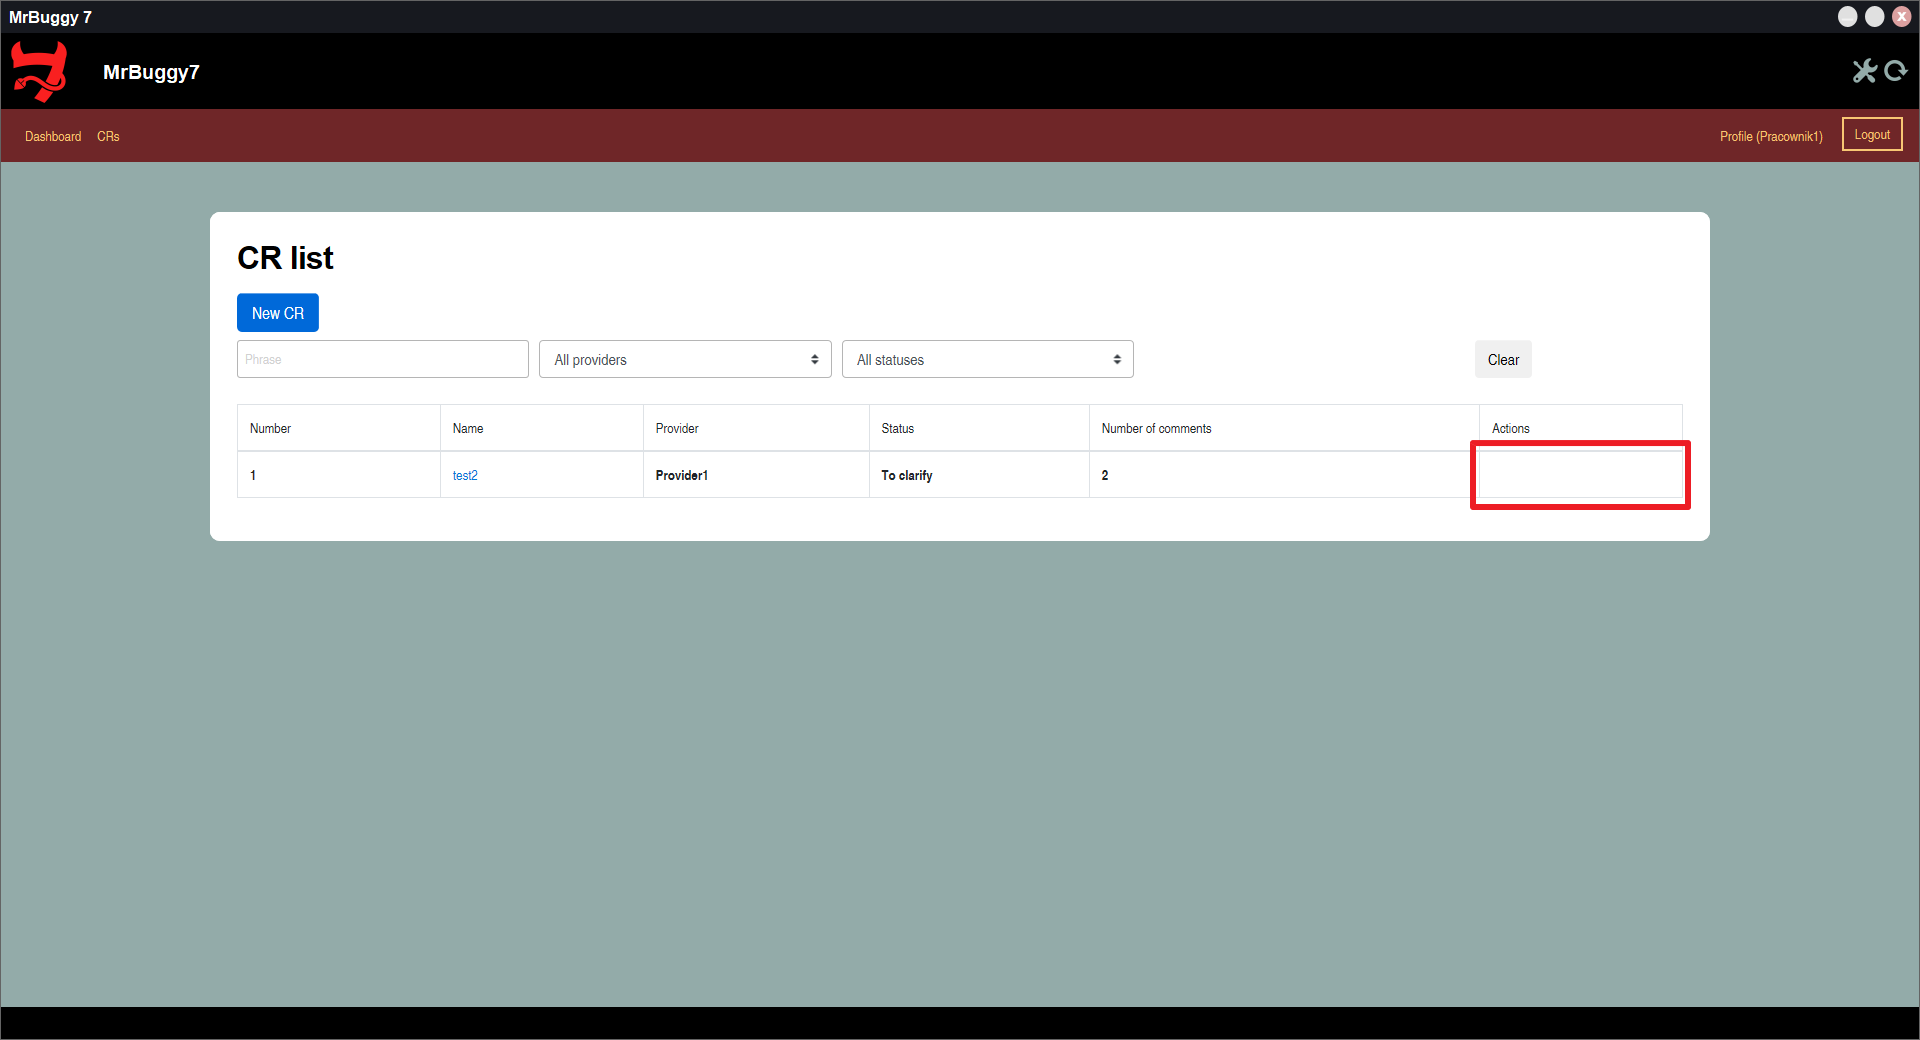 MrBuggy 7
X
MrBuggy7
Dashboard CRs Profile (Pracownik1) Logout
CR list
New CR
Phrase All providers All statuses Clear
Number Name Provider Status Number of comments Actions
1 test2 Provider1 To clarify 2